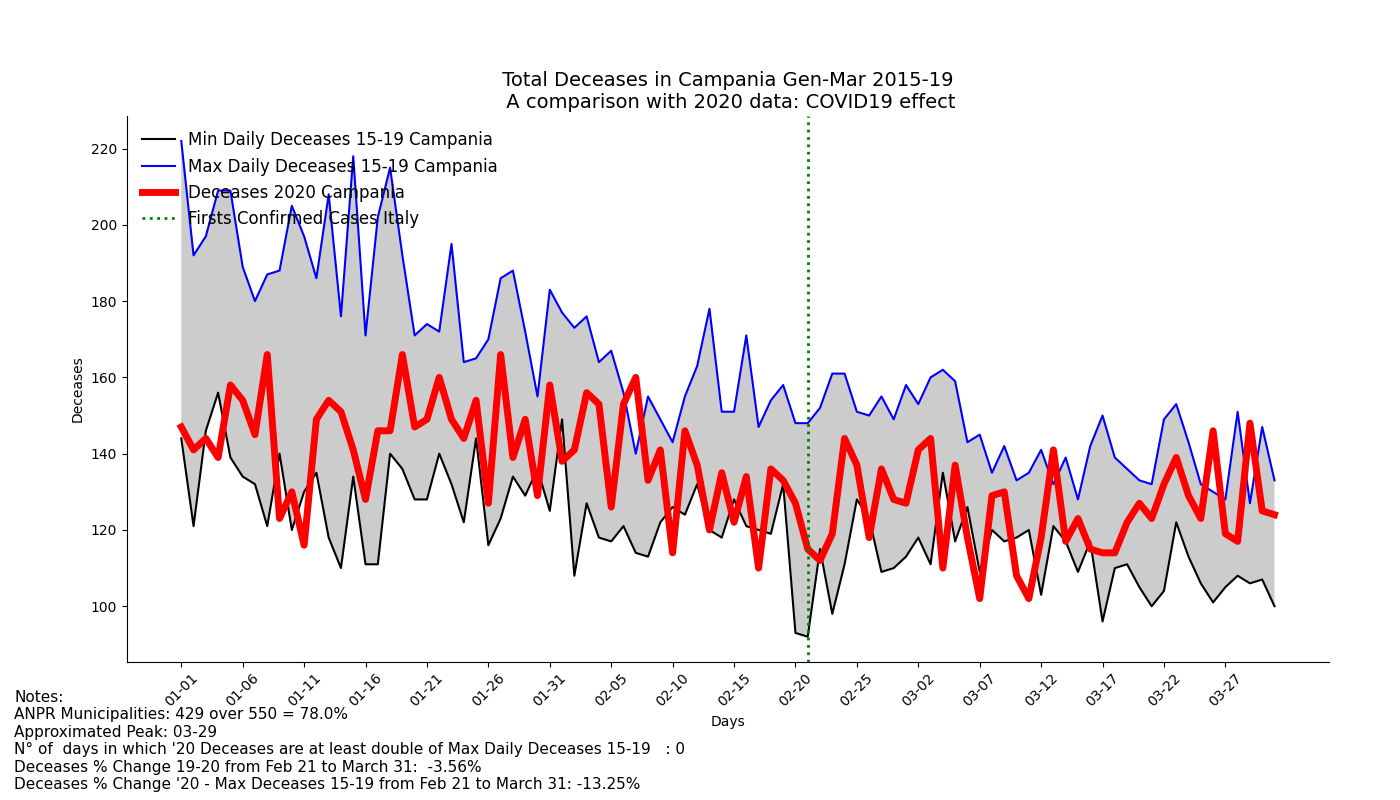 Total Deceases in Campania Gen-Mar 2015-19
A comparison with 2020 data: COVID19 effect
Min Daily Deceases 15-19 Campania
Max Daily Deceases 15-19 Campania
Deceases 2020 Campania
Firsts Confirmed Cases Italy
Deceases
220
200
180
160
140
120
100
01-01 01-06 01-11 01-16 01-21 01-26 01-31 02-05 02-10 02-15 02-20 02-25 03-02 03-07 03-12 03-17 03-22 03-27
Days
Notes:
ANPR Municipalities: 429 over 550 = 78.0%
Approximated Peak: 03-29
N° of  days in which '20 Deceases are at least double of Max Daily Deceases 15-19   : 0
Deceases % Change 19-20 from Feb 21 to March 31:  -3.56%
Deceases % Change '20 - Max Deceases 15-19 from Feb 21 to March 31: -13.25%